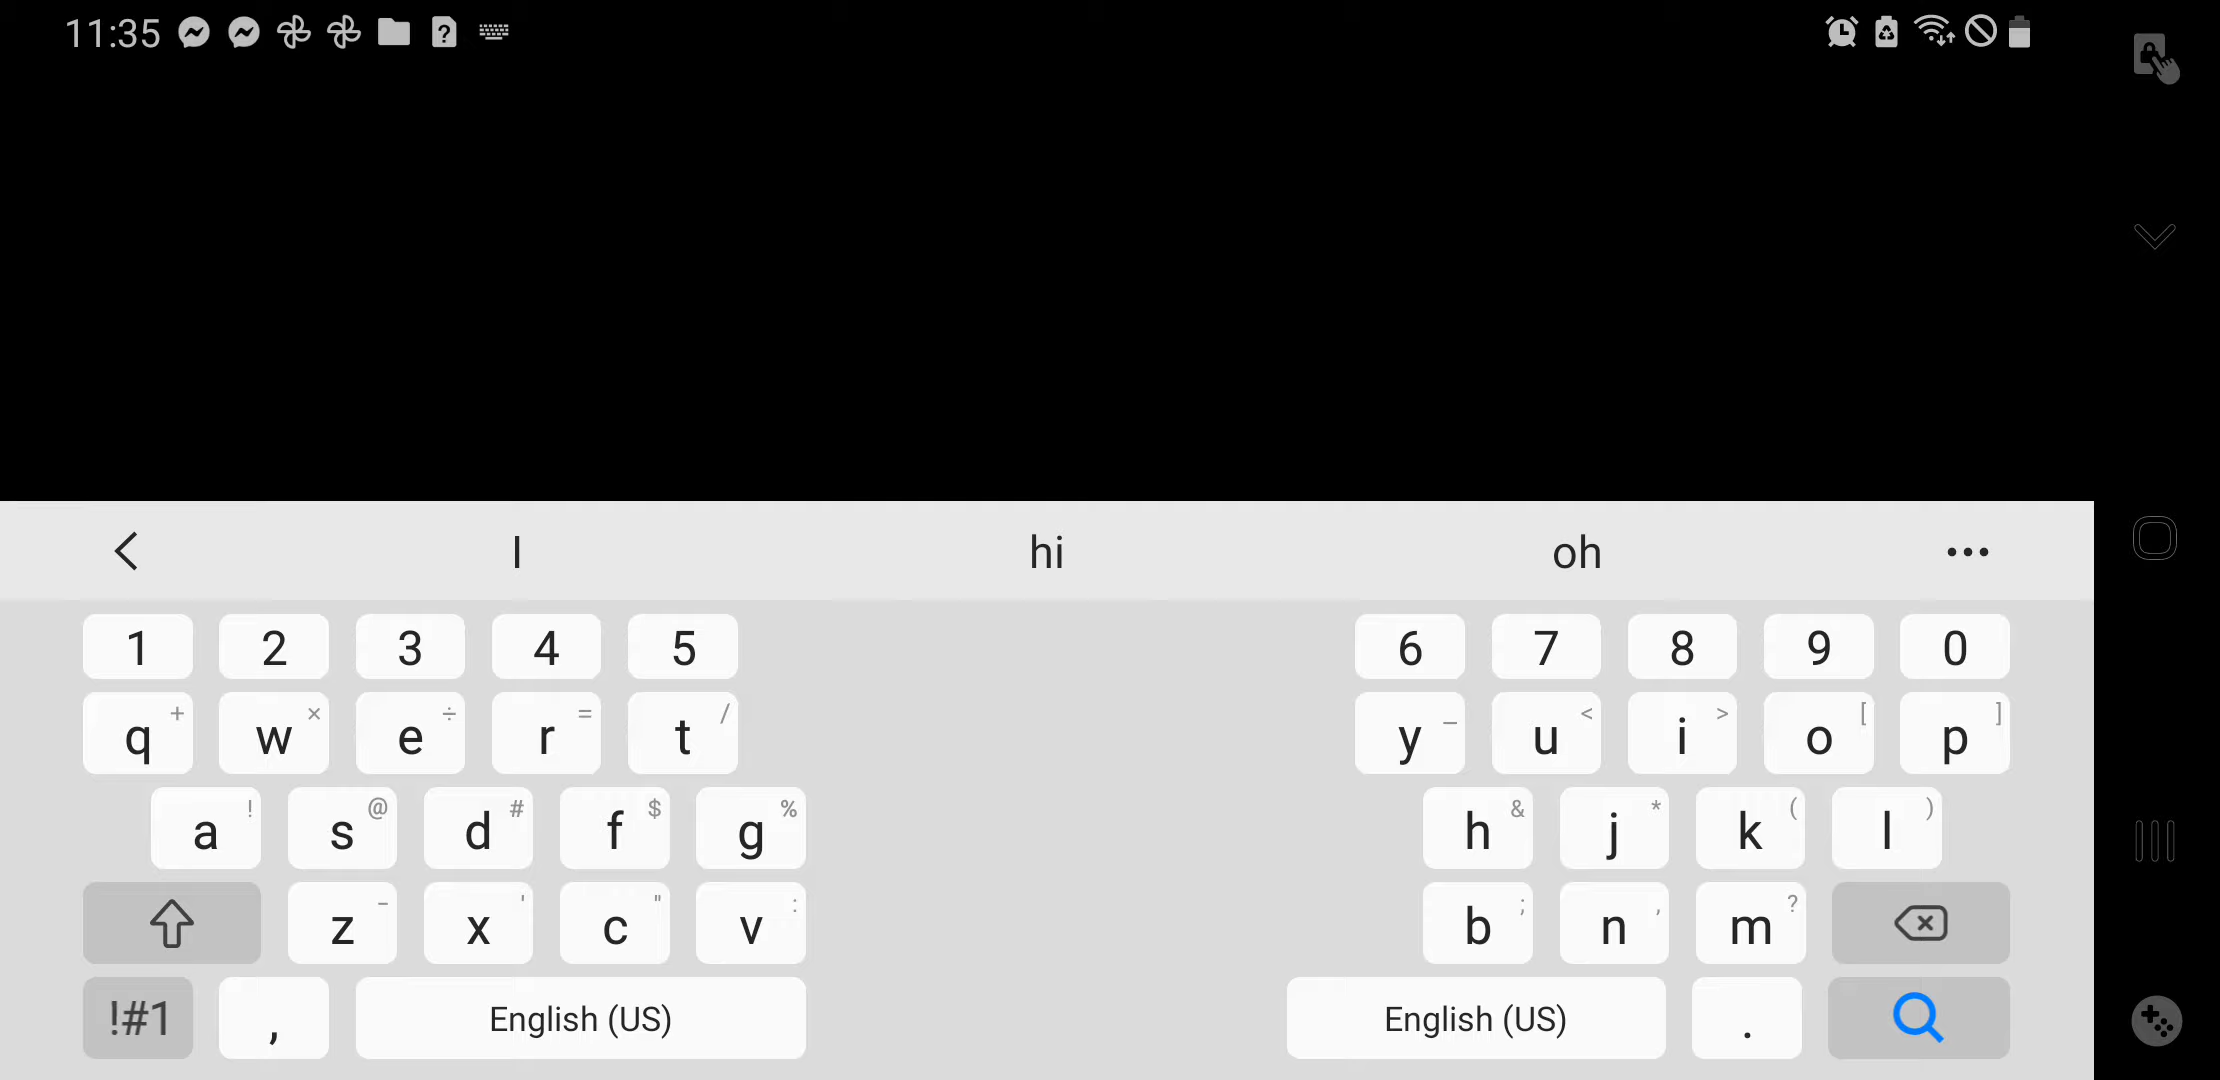 11:35
I hi oh
1 2 3 4 5 6 7 8 9 0
q + w × e ÷ r = t / y _ u < i > o [ p ]
a ! s @ d # f $ g % h & j * k ( l )
z - x ' c " v : b ; n , m ?
!#1 , English (US) English (US) .